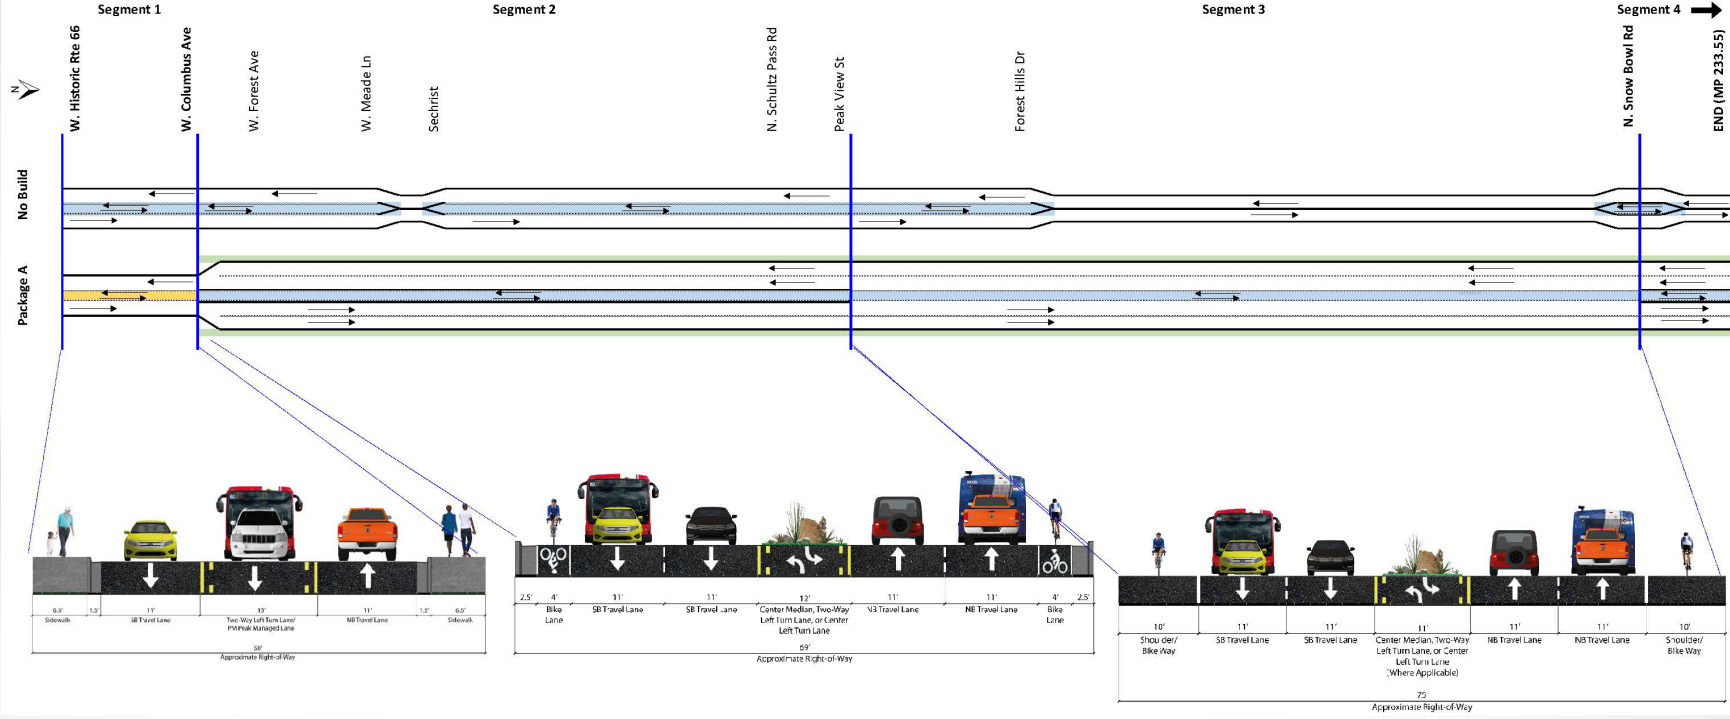 Segment 1
Segment 2
Segment 3
Segment 4
W. Historic Rte 66
W. Columbus Ave
W. Forest Ave
W. Meade Ln
Sechrist
N. Schultz Pass Rd
Peak View St
Forest Hills Dr
N. Snow Bowl Rd
END (MP 233.55)
N
No Build
Package A
6.5'
1.5'
11'
13'
11'
1.5'
6.5'
Sidewalk
SB Travel Lane
Two-Way Left Turn Lane/
PM Peak Managed Lane
NB Travel Lane
Sidewalk
50'
Approximate Right-of-Way
2.5'
4'
11'
11'
12'
11'
11'
4'
2.5'
Bike
Lane
SB Travel Lane
SB Travel Lane
Center Median, Two-Way
Left Turn Lane, or Center
Left Turn Lane
NB Travel Lane
NB Travel Lane
Bike
Lane
69'
Approximate Right-of-Way
10'
11'
11'
11'
11'
11'
10'
Shoulder/
Bike Way
SB Travel Lane
SB Travel Lane
Center Median, Two-Way
Left Turn Lane, or Center
Left Turn Lane
(Where Applicable)
NB Travel Lane
NB Travel Lane
Shoulder/
Bike Way
75'
Approximate Right-of-Way